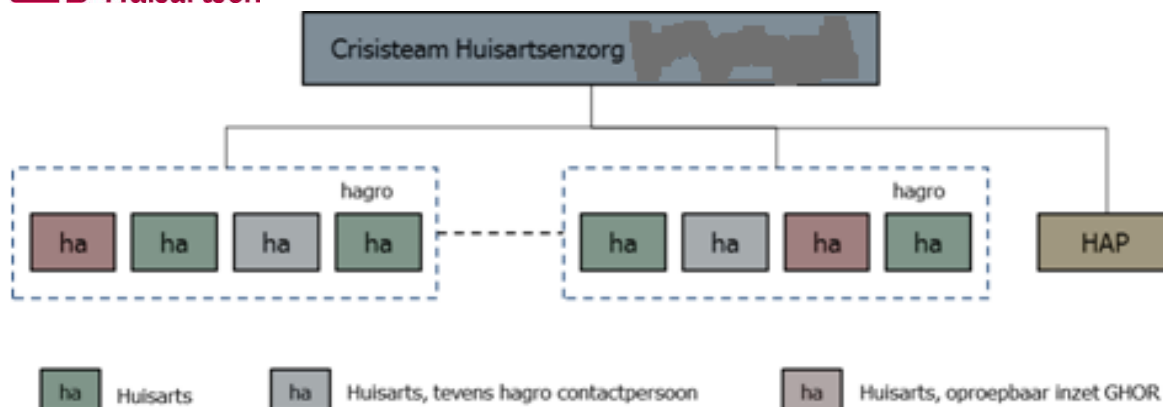 Crisisteam Huisartsenzorg
hagro
hagro
ha ha ha ha
ha ha ha ha
HAP
ha Huisarts
ha Huisarts, tevens hagro contactpersoon
ha Huisarts, oproepbaar inzet GHOR